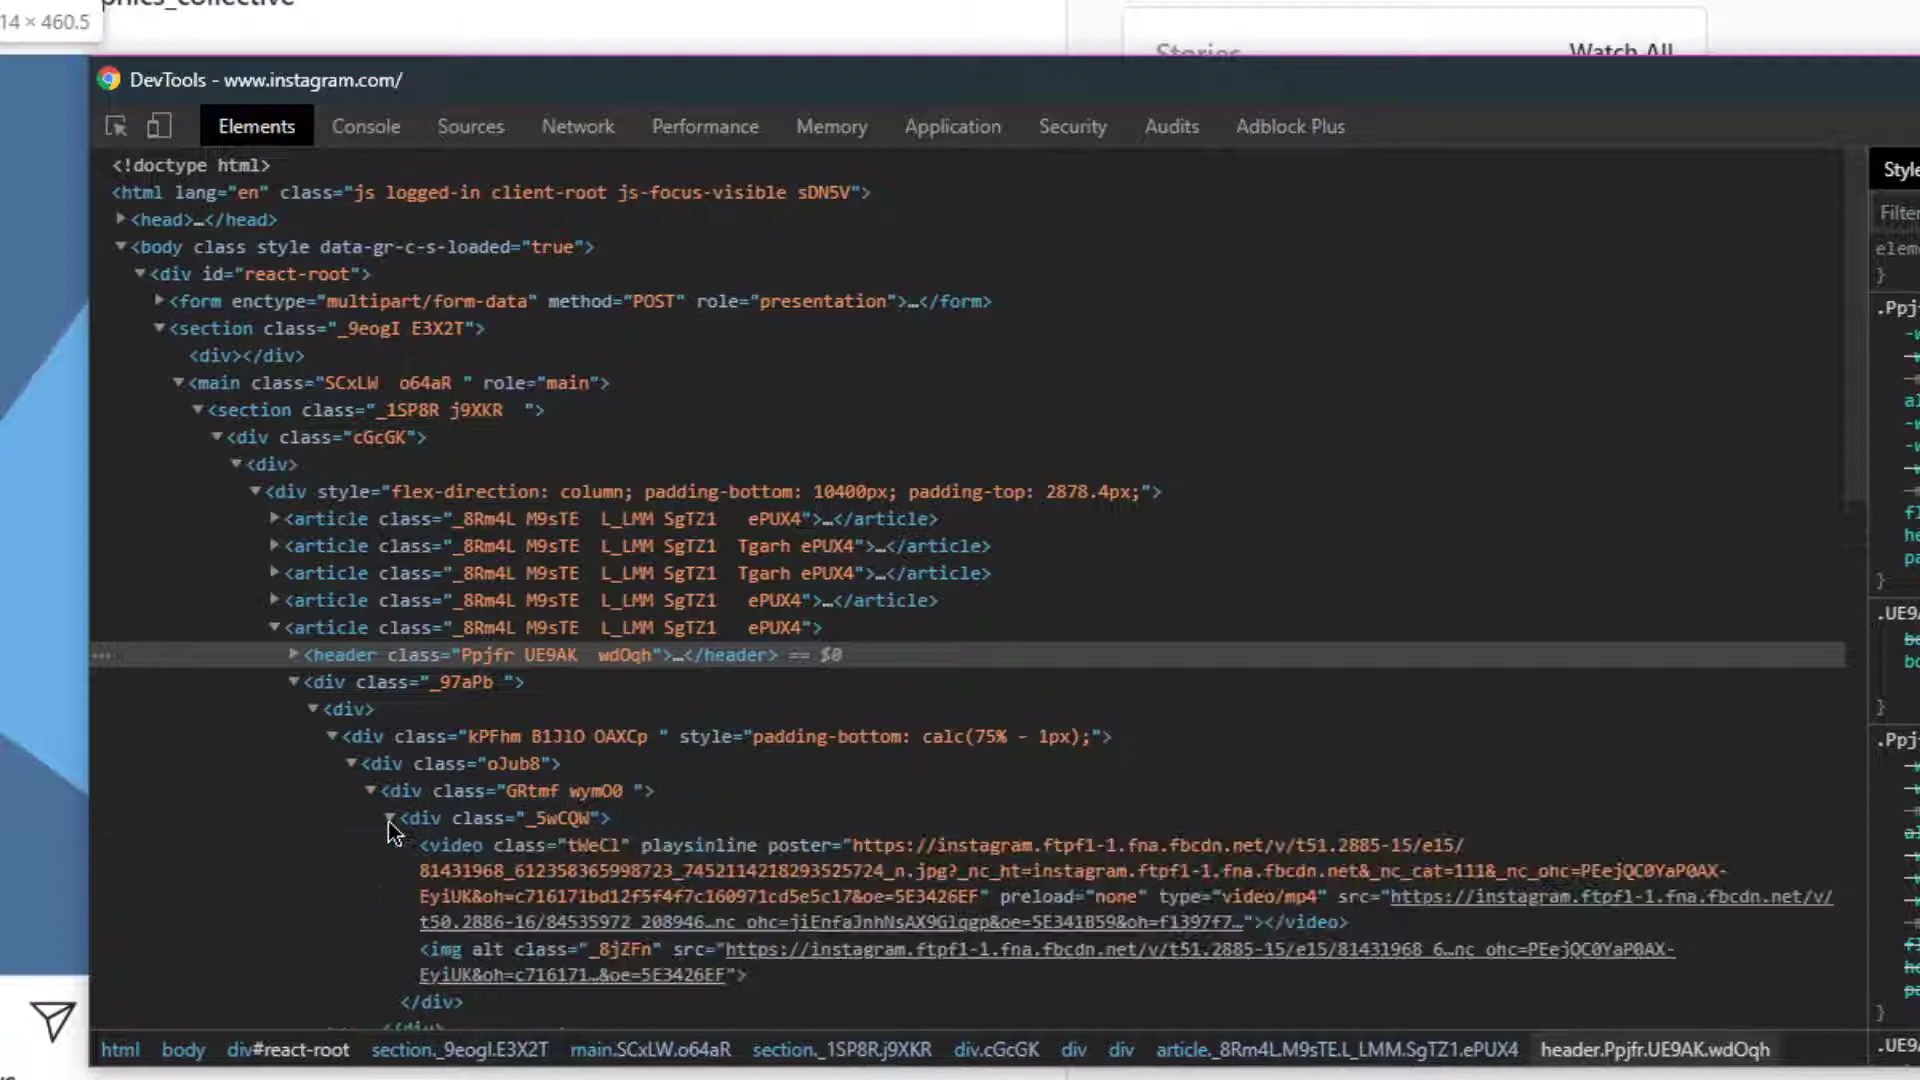 14 × 460.5
Stories
Watch All
DevTools - www.instagram.com/
Elements Console Sources Network Performance Memory Application Security Audits Adblock Plus
<!doctype html>
<html lang="en" class="js logged-in client-root js-focus-visible sDN5V">
▶<head>…</head>
▼<body class style data-gr-c-s-loaded="true">
▼<div id="react-root">
▶<form enctype="multipart/form-data" method="POST" role="presentation">…</form>
▼<section class="_9eogI E3X2T">
<div></div>
▼<main class="SCxLW  o64aR " role="main">
▼<section class="_1SP8R j9XKR  ">
▼<div class="cGcGK">
▼<div>
▼<div style="flex-direction: column; padding-bottom: 10400px; padding-top: 2878.4px;">
▶<article class="_8Rm4L M9sTE  L_LMM SgTZ1   ePUX4">…</article>
▶<article class="_8Rm4L M9sTE  L_LMM SgTZ1  Tgarh ePUX4">…</article>
▶<article class="_8Rm4L M9sTE  L_LMM SgTZ1  Tgarh ePUX4">…</article>
▶<article class="_8Rm4L M9sTE  L_LMM SgTZ1   ePUX4">…</article>
▼<article class="_8Rm4L M9sTE  L_LMM SgTZ1   ePUX4">
… ▶<header class="Ppjfr UE9AK  wdOqh">…</header> == $0
▼<div class="_97aPb ">
▼<div>
▼<div class="kPFhm B1JlO OAXCp " style="padding-bottom: calc(75% - 1px);">
▼<div class="oJub8">
▼<div class="GRtmf wymO0 ">
▼<div class="_5wCQW">
<video class="tWeCl" playsinline poster="https://instagram.ftpf1-1.fna.fbcdn.net/v/t51.2885-15/e15/
81431968_612358365998723_7452114218293525724_n.jpg?_nc_ht=instagram.ftpf1-1.fna.fbcdn.net&_nc_cat=111&_nc_ohc=PEejQC0YaP0AX-
EyiUK&oh=c716171bd12f5f4f7c160971cd5e5c17&oe=5E3426EF" preload="none" type="video/mp4" src="https://instagram.ftpf1-1.fna.fbcdn.net/v/
t50.2886-16/84535972_208946…nc_ohc=jiEnfaJnhNsAX9Glqgp&oe=5E341B59&oh=f1397f7…"></video>
<img alt class="_8jZFn" src="https://instagram.ftpf1-1.fna.fbcdn.net/v/t51.2885-15/e15/81431968_6…nc_ohc=PEejQC0YaP0AX-
EyiUK&oh=c716171…&oe=5E3426EF">
</div>
</div>
html body div#react-root section._9eogI.E3X2T main.SCxLW.o64aR section._1SP8R.j9XKR div.cGcGK div div article._8Rm4L.M9sTE.L_LMM.SgTZ1.ePUX4 header.Ppjfr.UE9AK.wdOqh
Style
Filter
elem
}
.Ppj
}
.UE9
}
.Ppj
}
.UE9